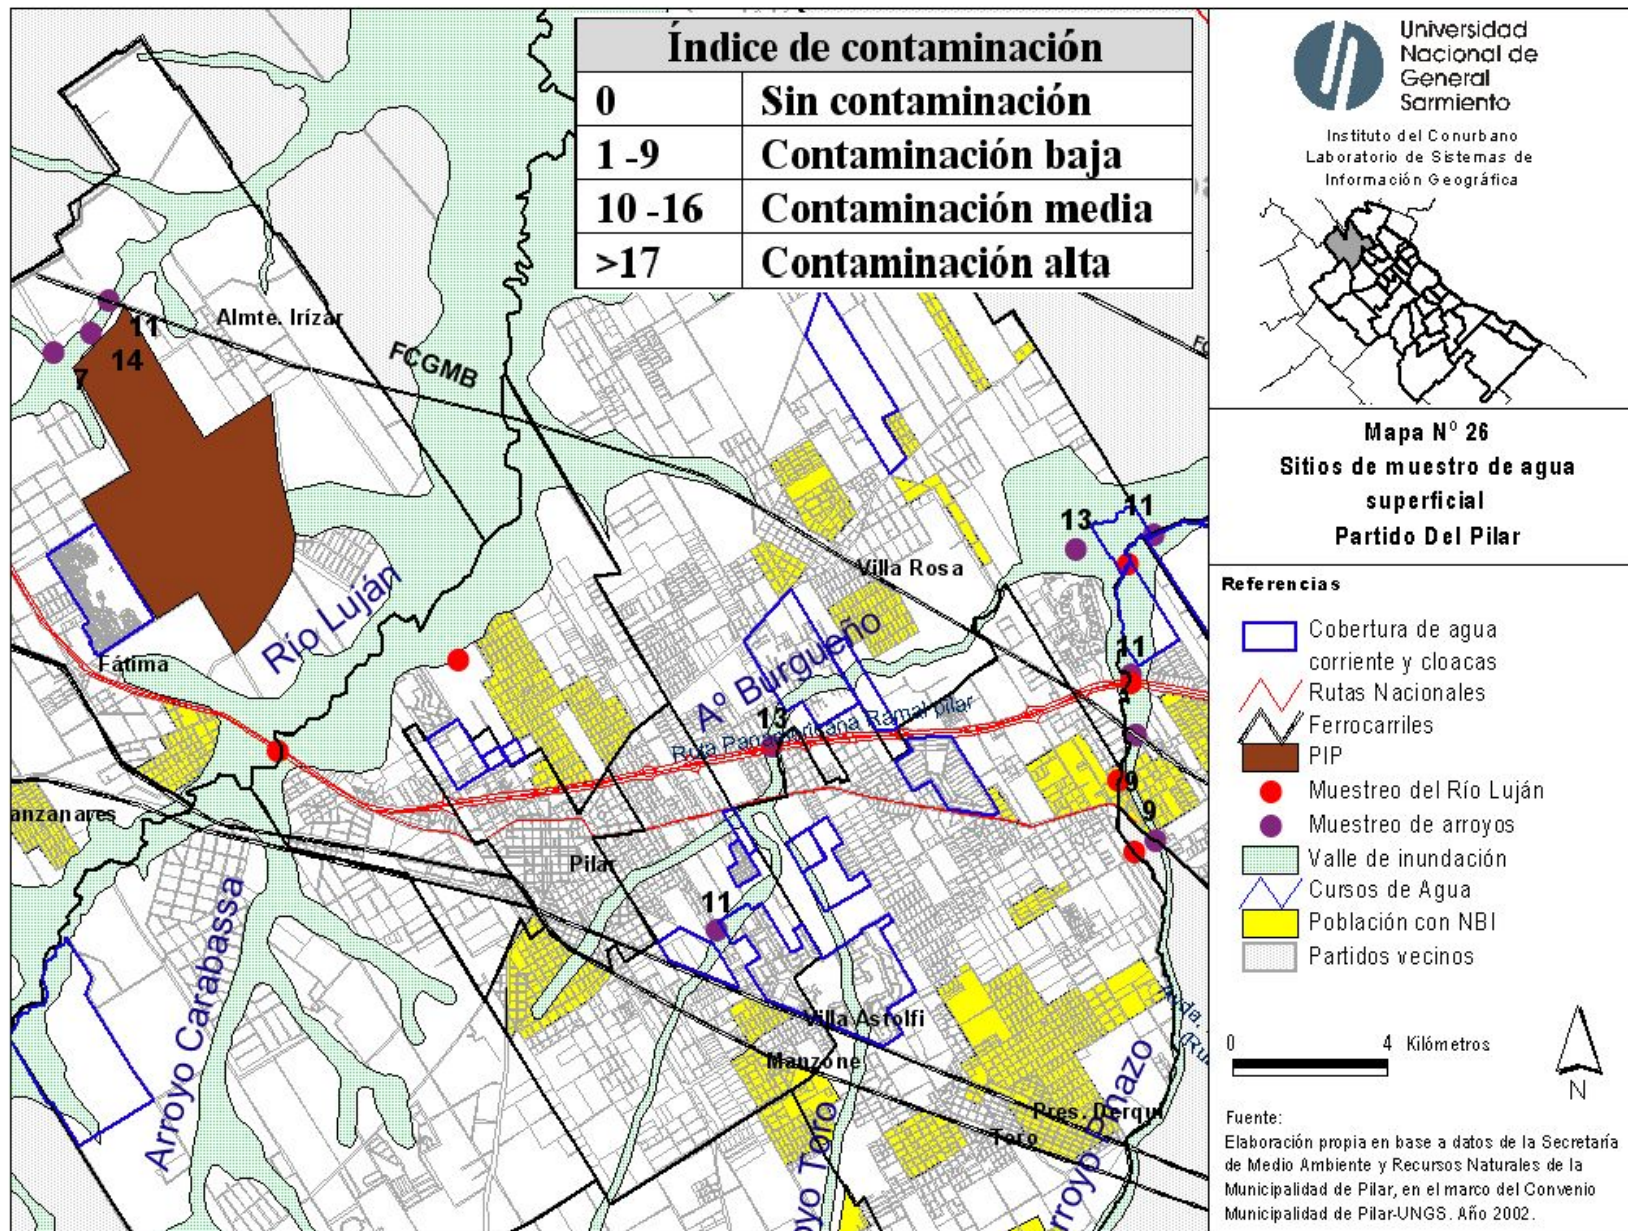 Índice de contaminación
0 Sin contaminación
1 -9 Contaminación baja
10 -16 Contaminación media
>17 Contaminación alta
11
Almte. Irízar
14
7
FCGMB
13
11
Villa Rosa
Río Luján
Fátima
Aº Burgueño
11
13
Ruta Panamericana Ramal pilar
anzanares
9
9
Pilar
11
Arroyo Carabassa
Villa Astolfi
Manzone
Avda.
(Ru
Pres. Derqui
Toro
yo Toro
rroyo Pinazo
Universidad
Nacional de
General
Sarmiento
Instituto del Conurbano
Laboratorio de Sistemas de
Información Geográfica
Mapa Nº 26
Sitios de muestro de agua
superficial
Partido Del Pilar
Referencias
Cobertura de agua
corriente y cloacas
Rutas Nacionales
Ferrocarriles
PIP
Muestreo del Río Luján
Muestreo de arroyos
Valle de inundación
Cursos de Agua
Población con NBI
Partidos vecinos
0 4 Kilómetros
N
Fuente:
Elaboración propia en base a datos de la Secretaría
de Medio Ambiente y Recursos Naturales de la
Municipalidad de Pilar, en el marco del Convenio
Municipalidad de Pilar-UNGS. Año 2002.